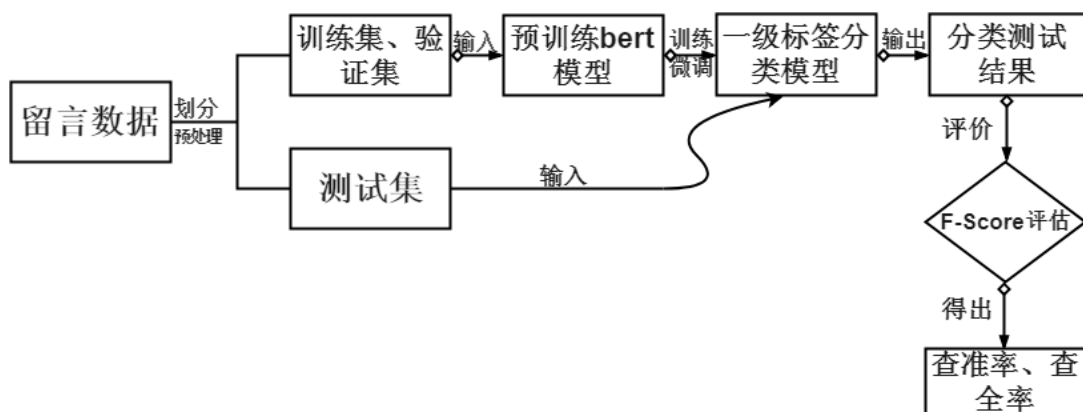 训练集、验
证集
输入
预训练bert
模型
训练
微调
一级标签分
类模型
输出
分类测试
结果
留言数据
划分
预处理
测试集
输入
评价
F-Score评估
得出
查准率、查
全率